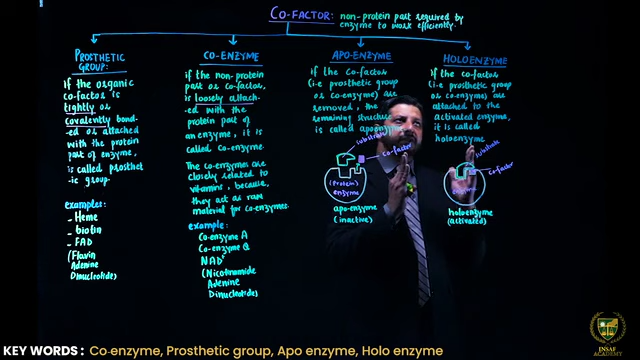 CO-FACTOR: non-protein part required by
enzyme to work efficiently.
PROSTHETIC
GROUP:
if the organic
co-factor is
tightly or
covalently bond-
ed or attached
with the protein
part of enzyme,
is called prosthet
-ic group.
examples:
- Heme
- biotin
- FAD
(Flavin
Adenine
Dinucleotide)
CO-ENZYME
if the non-protein
part or Co-factor,
is loosely attach-
-ed with the
protein part of
an enzyme, it is
called Co-enzyme.
The co-enzymes are
closely related to
vitamins, because,
they act as raw
material for Co-enzymes.
example:
Co-enzyme A
Co-enzyme Q
NAD+
(Nicotinamide
Adenine
Dinucleotide)
APO-ENZYME
if the Co-factor
(i-e prosthetic group
or co-enzyme) are
removed, the
remaining structure
is called apoenzyme
substrate
co-factor
(Protein)
enzyme
apo-enzyme
(inactive)
HOLOENZYME
if the co-factor
(i-e prosthetic group
or co-enzymes) are
attached to the
activated enzyme,
it is called
holoenzyme
substrate
co-factor
enzyme
holoenzyme
(activated)
INSAF
ACADEMY
KEY WORDS : Co-enzyme, Prosthetic group, Apo enzyme, Holo enzyme